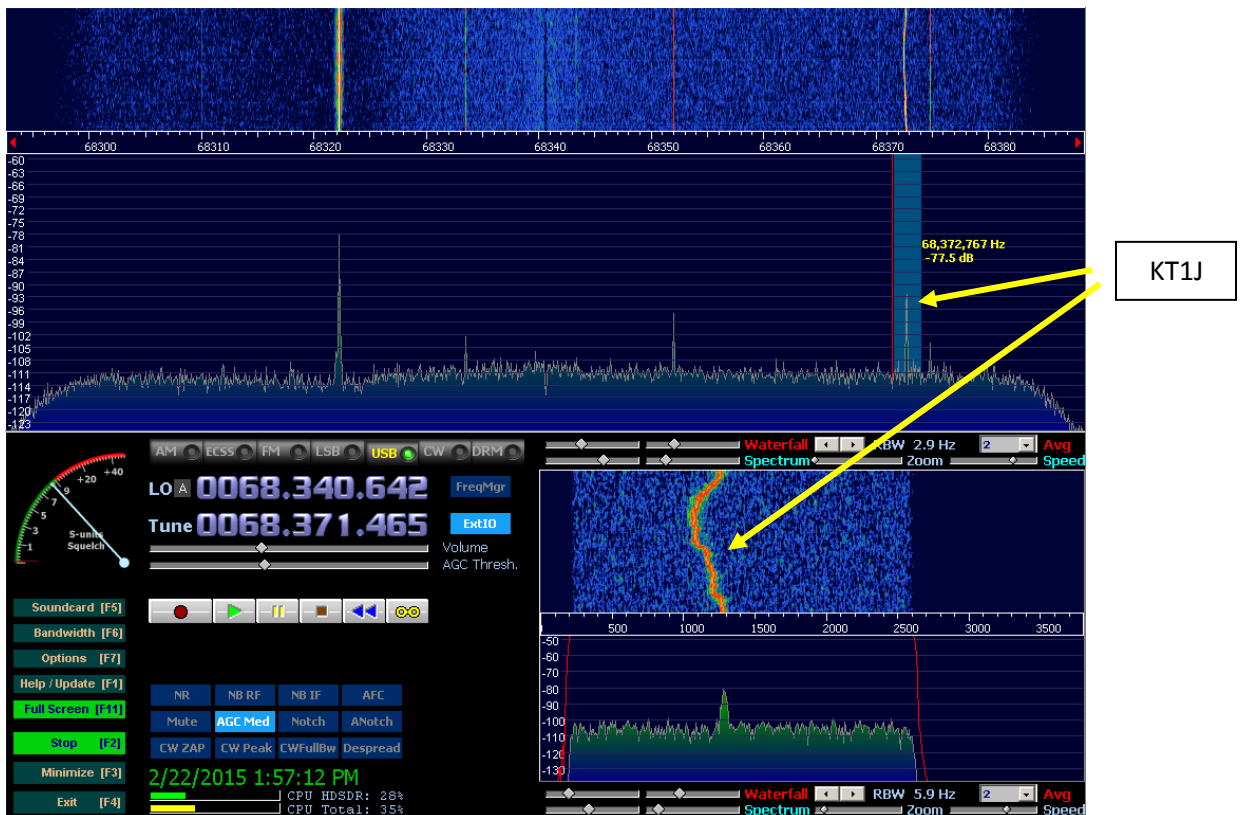 68300 68310 68320 68330 68340 68350 68360 68370 68380
-60
-63
-66
-69
-72
-75
-78
-81
-84
-87
-90
-93
-96
-99
-102
-105
-108
-111
-114
-117
-120
-123
68,372,767 Hz
-77.5 dB
KT1J
AM ECSS FM LSB USB CW DRM
Waterfall RBW 2.9 Hz 2 Avg
Spectrum Zoom Speed
+40
+20
9
7
5
3
1
S-units
Squelch
LO A 0068.340.642 FreqMgr
Tune 0068.371.465 ExtIO
Volume
AGC Thresh.
Soundcard [F5]
Bandwidth [F6]
Options [F7]
Help / Update [F1]
Full Screen [F11]
Stop [F2]
Minimize [F3]
Exit [F4]
NR NB RF NB IF AFC
Mute AGC Med Notch ANotch
CW ZAP CW Peak CWFullBw Despread
2/22/2015 1:57:12 PM
CPU HDSDR: 28%
CPU Total: 35%
500 1000 1500 2000 2500 3000 3500
-50
-60
-70
-80
-90
-100
-110
-120
-130
Waterfall RBW 5.9 Hz 2 Avg
Spectrum Zoom Speed